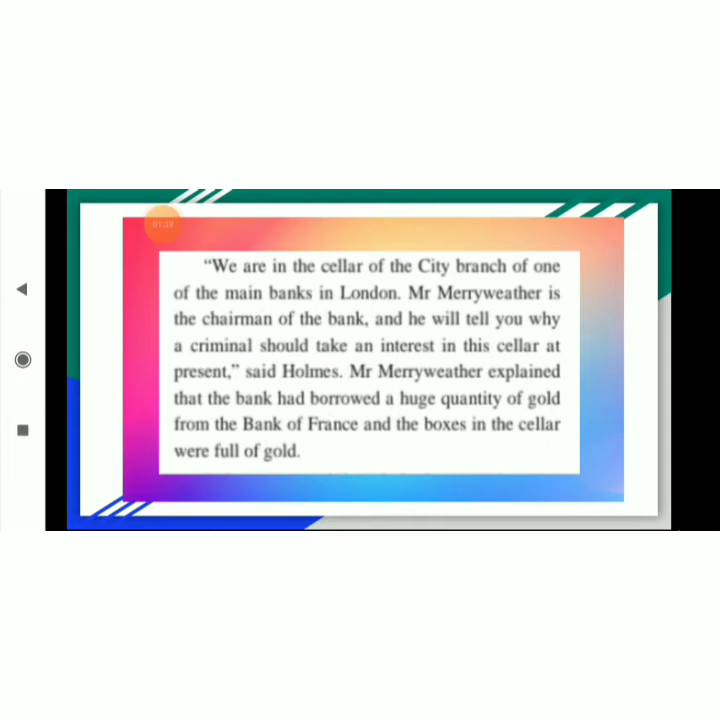 01:39
“We are in the cellar of the City branch of one
of the main banks in London. Mr Merryweather is
the chairman of the bank, and he will tell you why
a criminal should take an interest in this cellar at
present,” said Holmes. Mr Merryweather explained
that the bank had borrowed a huge quantity of gold
from the Bank of France and the boxes in the cellar
were full of gold.